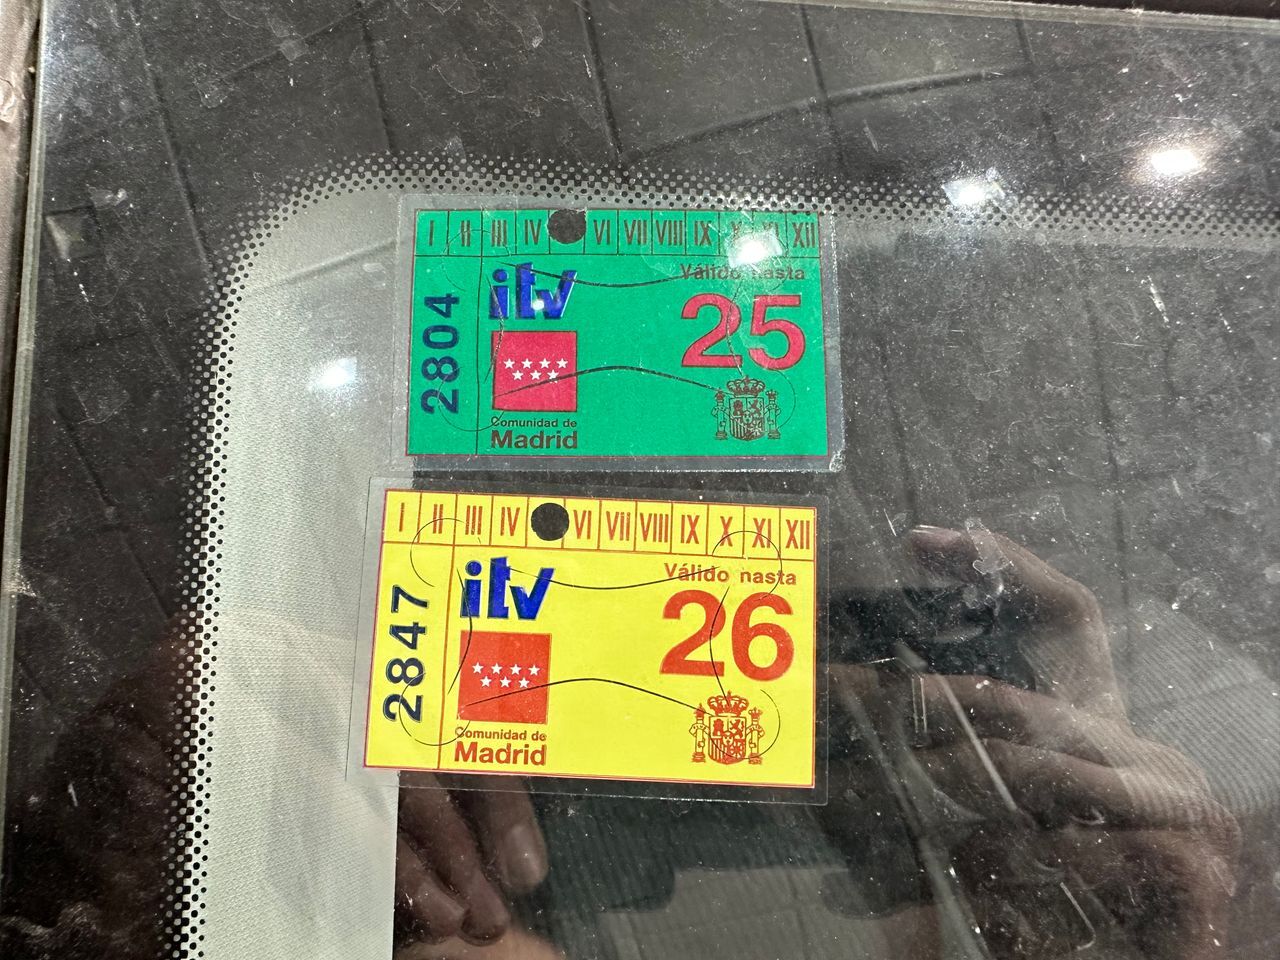 I II III IV VI VII VIII IX X XI XII
itv
Válido hasta
25
2804
Comunidad de
Madrid
I II III IV VI VII VIII IX X XI XII
itv
Válido hasta
26
2847
Comunidad de
Madrid